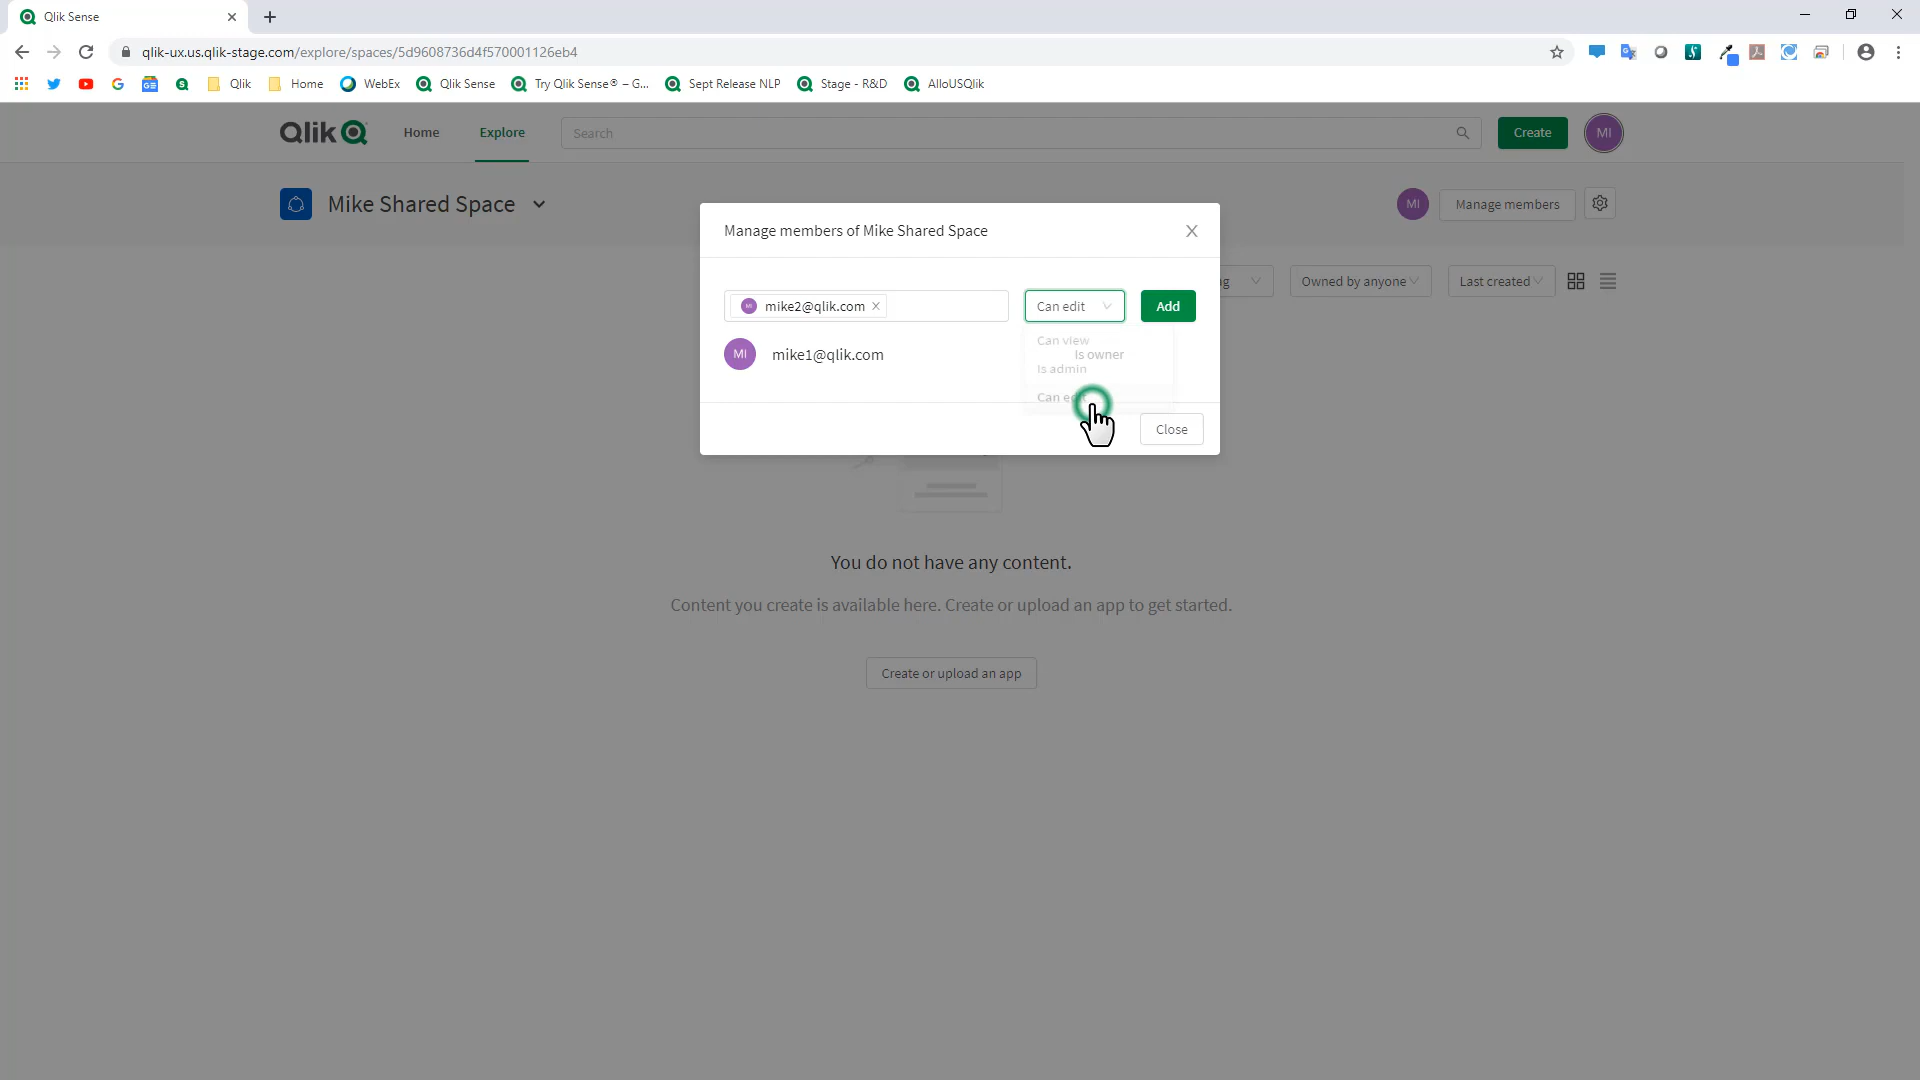 Qlik Sense
qlik-ux.us.qlik-stage.com/explore/spaces/5d9608736d4f570001126eb4
Qlik Home WebEx Qlik Sense Try Qlik Sense® – G... Sept Release NLP Stage - R&D AlloUSQlik
Qlik Home Explore Search Create MI
Mike Shared Space MI Manage members
Manage members of Mike Shared Space
Owned by anyone Last created
mike2@qlik.com Can edit Add
Can view
MI mike1@qlik.com Is owner
Is admin
Can edit
Close
You do not have any content.
Content you create is available here. Create or upload an app to get started.
Create or upload an app